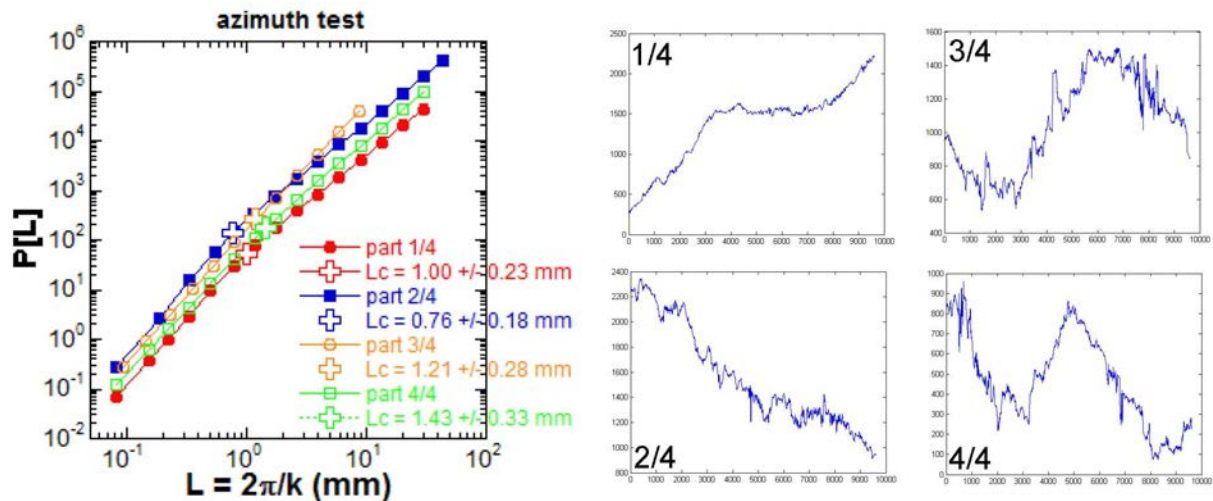 azimuth test
10^6
10^5
10^4
10^3
10^2
10^1
10^0
10^-1
10^-2
P[L]
10^-1 10^0 10^1 10^2
L = 2π/k (mm)
part 1/4
Lc = 1.00 +/- 0.23 mm
part 2/4
Lc = 0.76 +/- 0.18 mm
part 3/4
Lc = 1.21 +/- 0.28 mm
part 4/4
Lc = 1.43 +/- 0.33 mm
1/4
2500
2000
1500
1000
500
0
0 1000 2000 3000 4000 5000 6000 7000 8000 9000 10000
3/4
1600
1400
1200
1000
800
600
400
0 1000 2000 3000 4000 5000 6000 7000 8000 9000 10000
2400
2200
2000
1800
1600
1400
1200
1000
800
0 1000 2000 3000 4000 5000 6000 7000 8000 9000 10000
2/4
1000
900
800
700
600
500
400
300
200
100
0
0 1000 2000 3000 4000 5000 6000 7000 8000 9000 10000
4/4